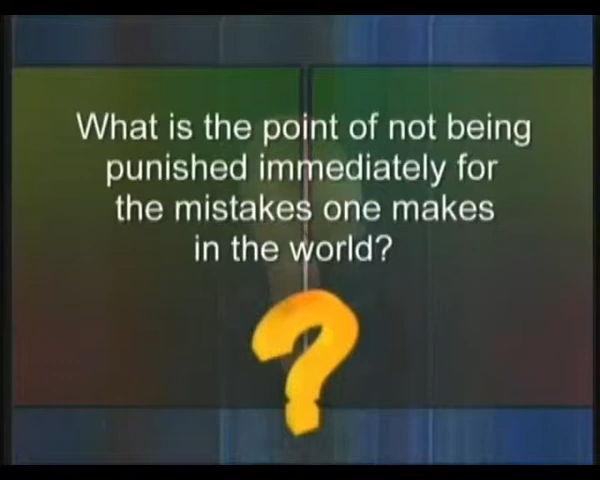 What is the point of not being
punished immediately for
the mistakes one makes
in the world?
?